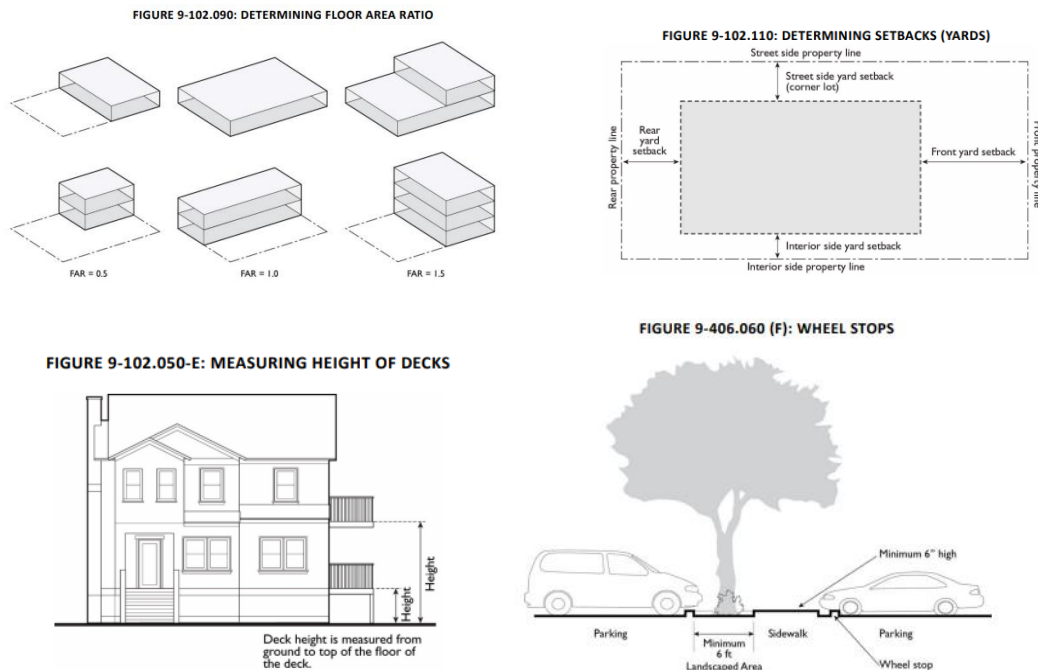 FIGURE 9-102.090: DETERMINING FLOOR AREA RATIO
FAR = 0.5
FAR = 1.0
FAR = 1.5
FIGURE 9-102.110: DETERMINING SETBACKS (YARDS)
Street side property line
Street side yard setback
(corner lot)
Rear property line
Rear
yard
setback
Front yard setback
Front property line
Interior side yard setback
Interior side property line
FIGURE 9-102.050-E: MEASURING HEIGHT OF DECKS
Height
Height
Deck height is measured from
ground to top of the floor of
the deck.
FIGURE 9-406.060 (F): WHEEL STOPS
Minimum 6" high
Parking
Minimum
6 ft
Landscaped Area
Sidewalk
Parking
Wheel stop